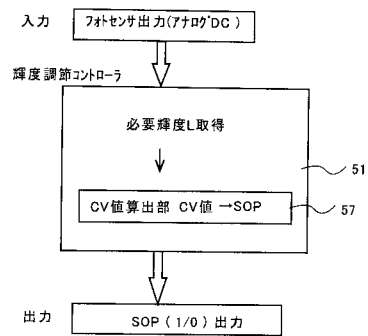 入力
フォトセンサ出力(アナログDC)
輝度調節コントローラ
必要輝度L取得
51
CV値算出部 CV値 →SOP
57
出力
SOP (1/0) 出力